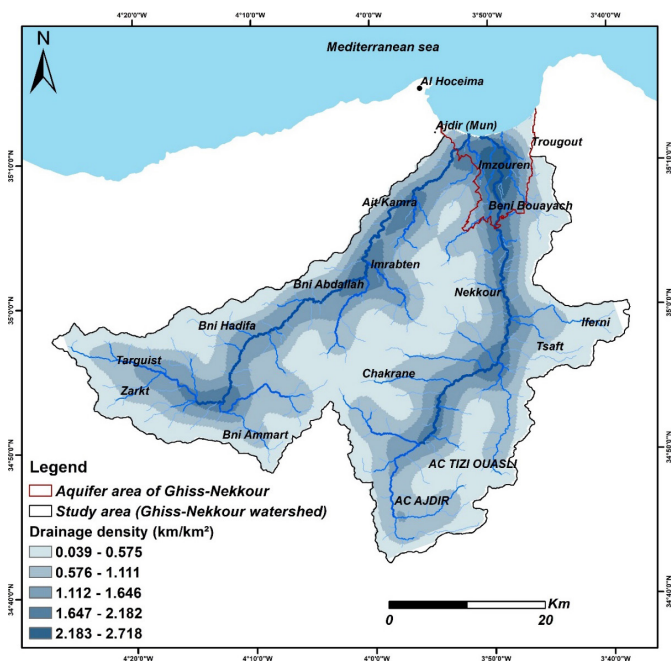 4°20'0"W 4°10'0"W 4°0'0"W 3°50'0"W 3°40'0"W
N
Mediterranean sea
Al Hoceima
Ajdir (Mun)
Trougout
35°10'0"N 35°10'0"N
Imzouren
Ait Kamra
Beni Bouayach
Imrabten
Bni Abdallah
Nekkour
35°0'0"N 35°0'0"N
Bni Hadifa
Iferni
Tsaft
Targuist
Chakrane
Zarkt
Bni Ammart
34°50'0"N 34°50'0"N
AC TIZI OUASLI
AC AJDIR
Legend
Aquifer area of Ghiss-Nekkour
Study area (Ghiss-Nekkour watershed)
Drainage density (km/km²)
0.039 - 0.575
0.576 - 1.111
1.112 - 1.646
1.647 - 2.182
2.183 - 2.718
34°40'0"N 34°40'0"N
Km
0 20
4°20'0"W 4°10'0"W 4°0'0"W 3°50'0"W 3°40'0"W